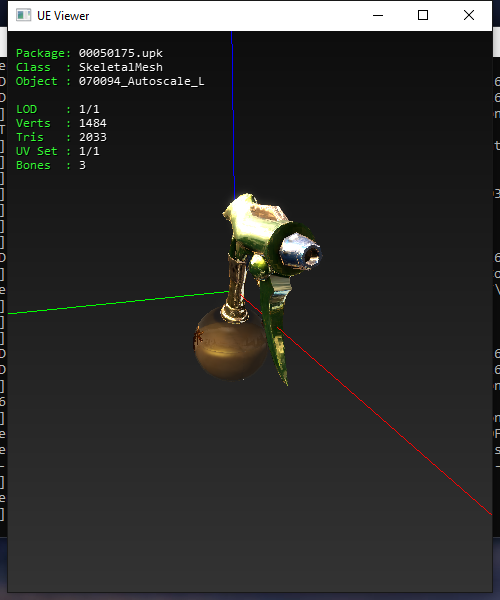 UE Viewer
Package: 00050175.upk
Class : SkeletalMesh
Object : 070094_Autoscale_L
LOD : 1/1
Verts : 1484
Tris : 2033
UV Set : 1/1
Bones : 3